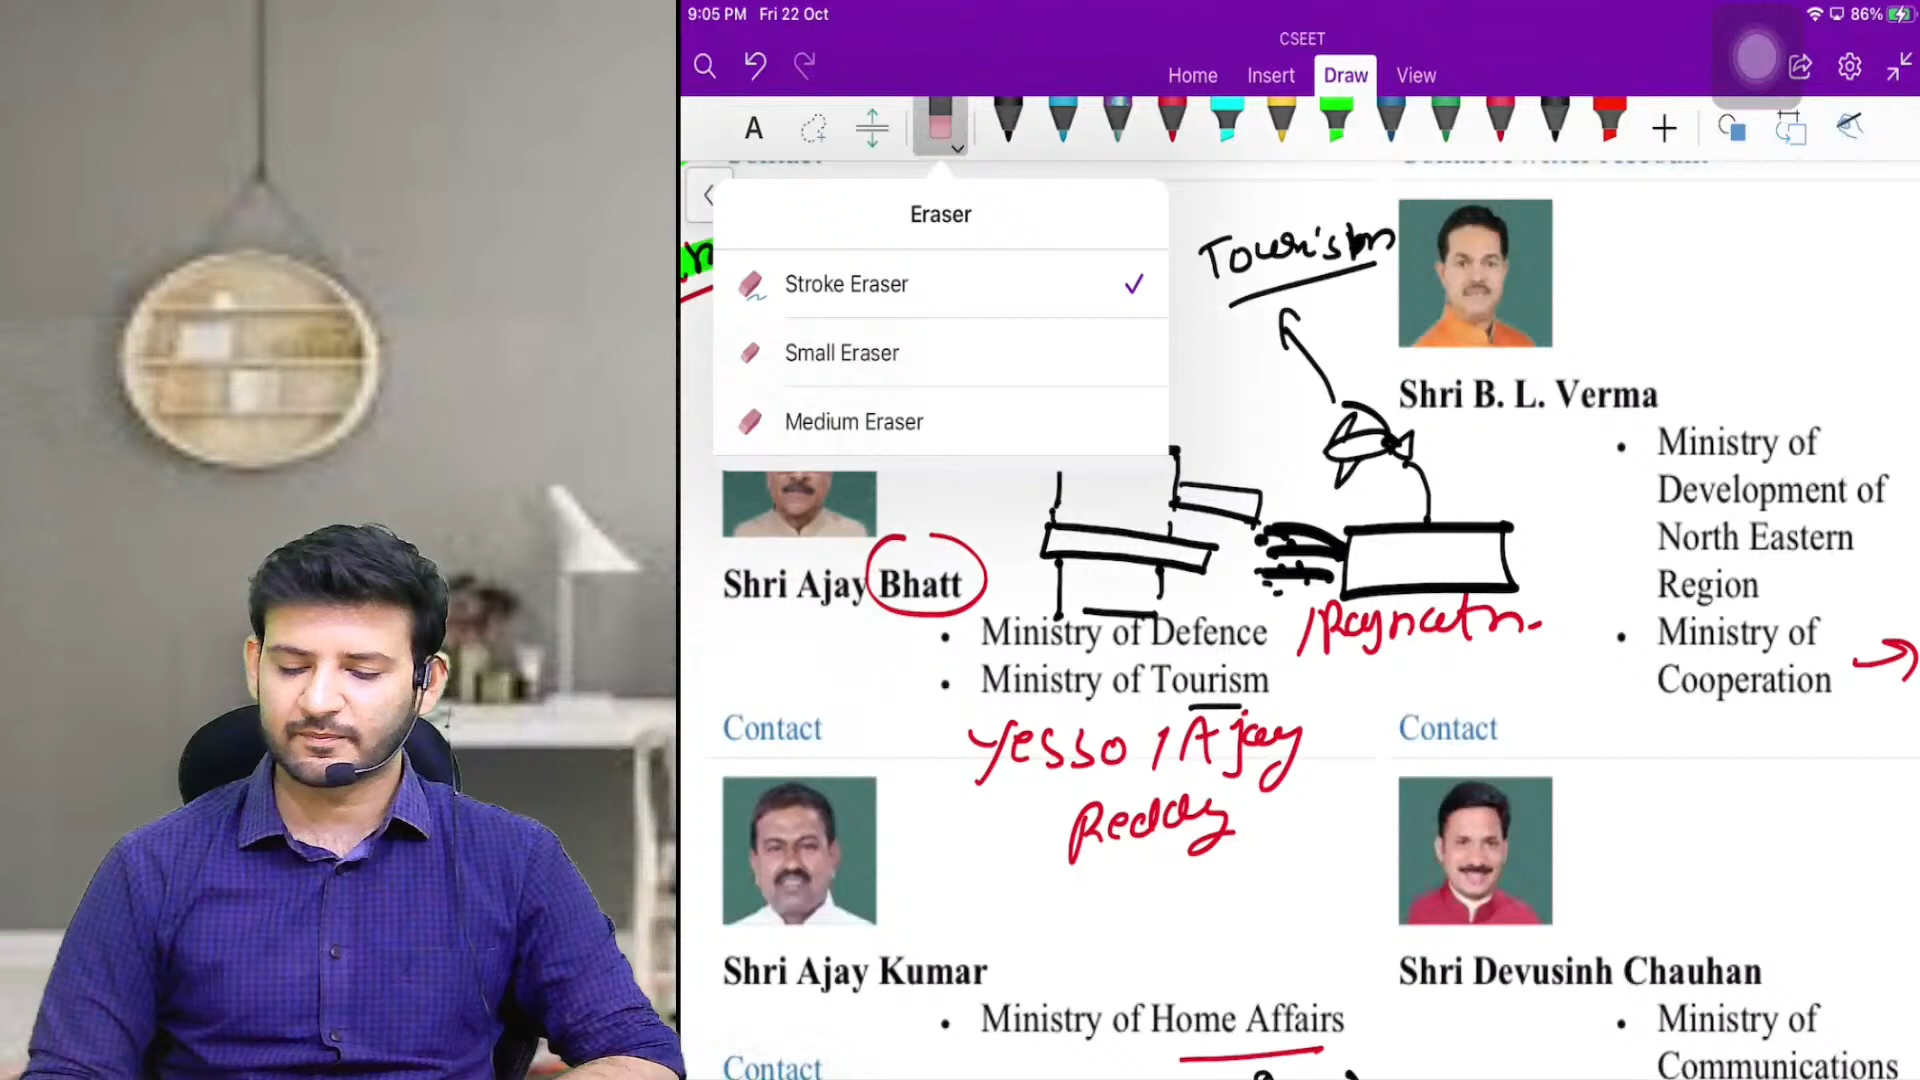 9:05 PM Fri 22 Oct
86%
CSEET
Home Insert Draw View
A
Eraser
Stroke Eraser
Small Eraser
Medium Eraser
Tourism
Shri B. L. Verma
Ministry of
Development of
North Eastern
Region
Ministry of
Cooperation
Contact
Shri Ajay Bhatt
Ministry of Defence
Ministry of Tourism
Contact
Yesso / Ajay
Reddy
Shri Ajay Kumar
Ministry of Home Affairs
Contact
Shri Devusinh Chauhan
Ministry of
Communications